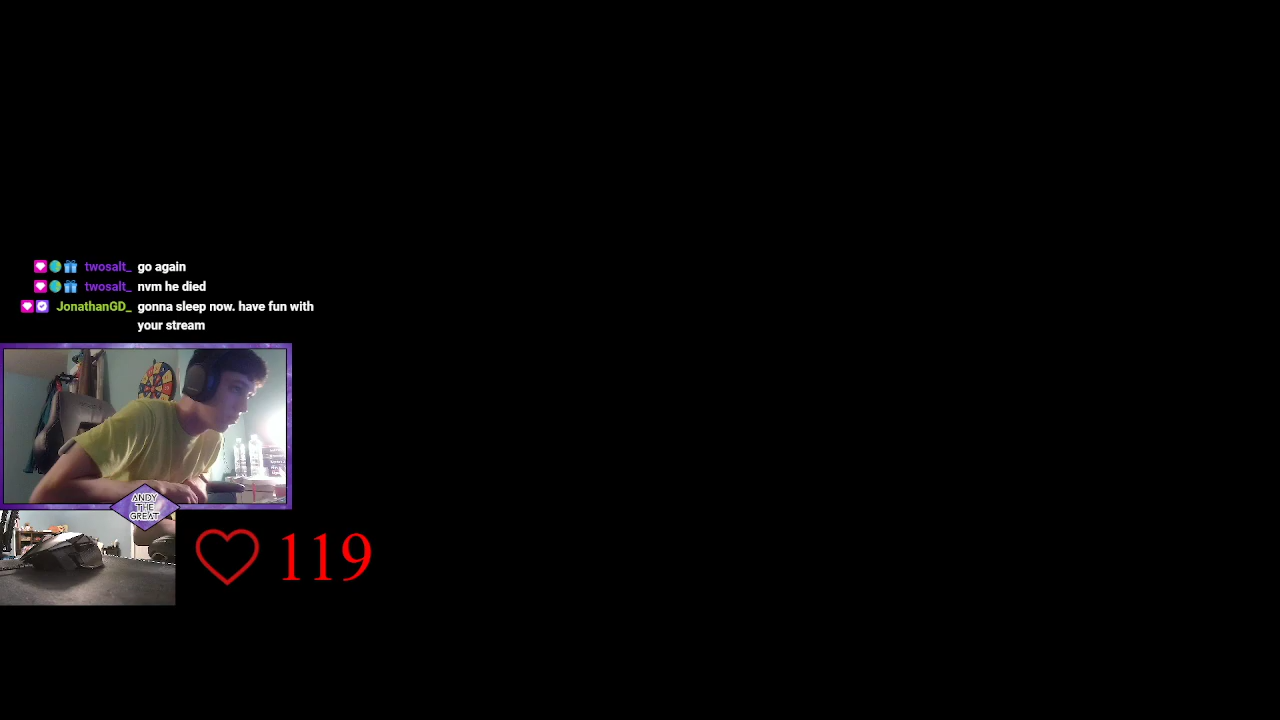 twosalt_ go again
twosalt_ nvm he died
JonathanGD_ gonna sleep now. have fun with
your stream
ANDY
THE
GREAT
119